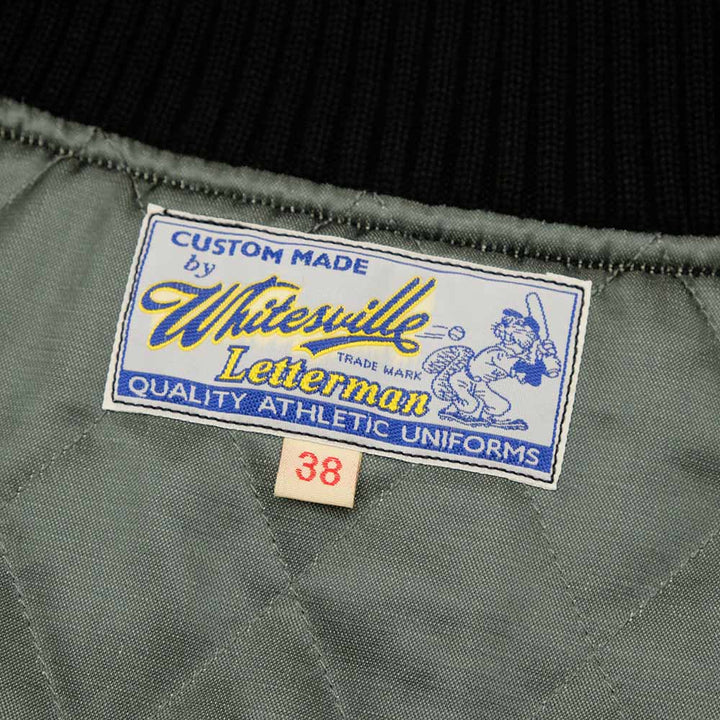 CUSTOM MADE
by
Whitesville
TRADE MARK
Letterman
QUALITY ATHLETIC UNIFORMS
38